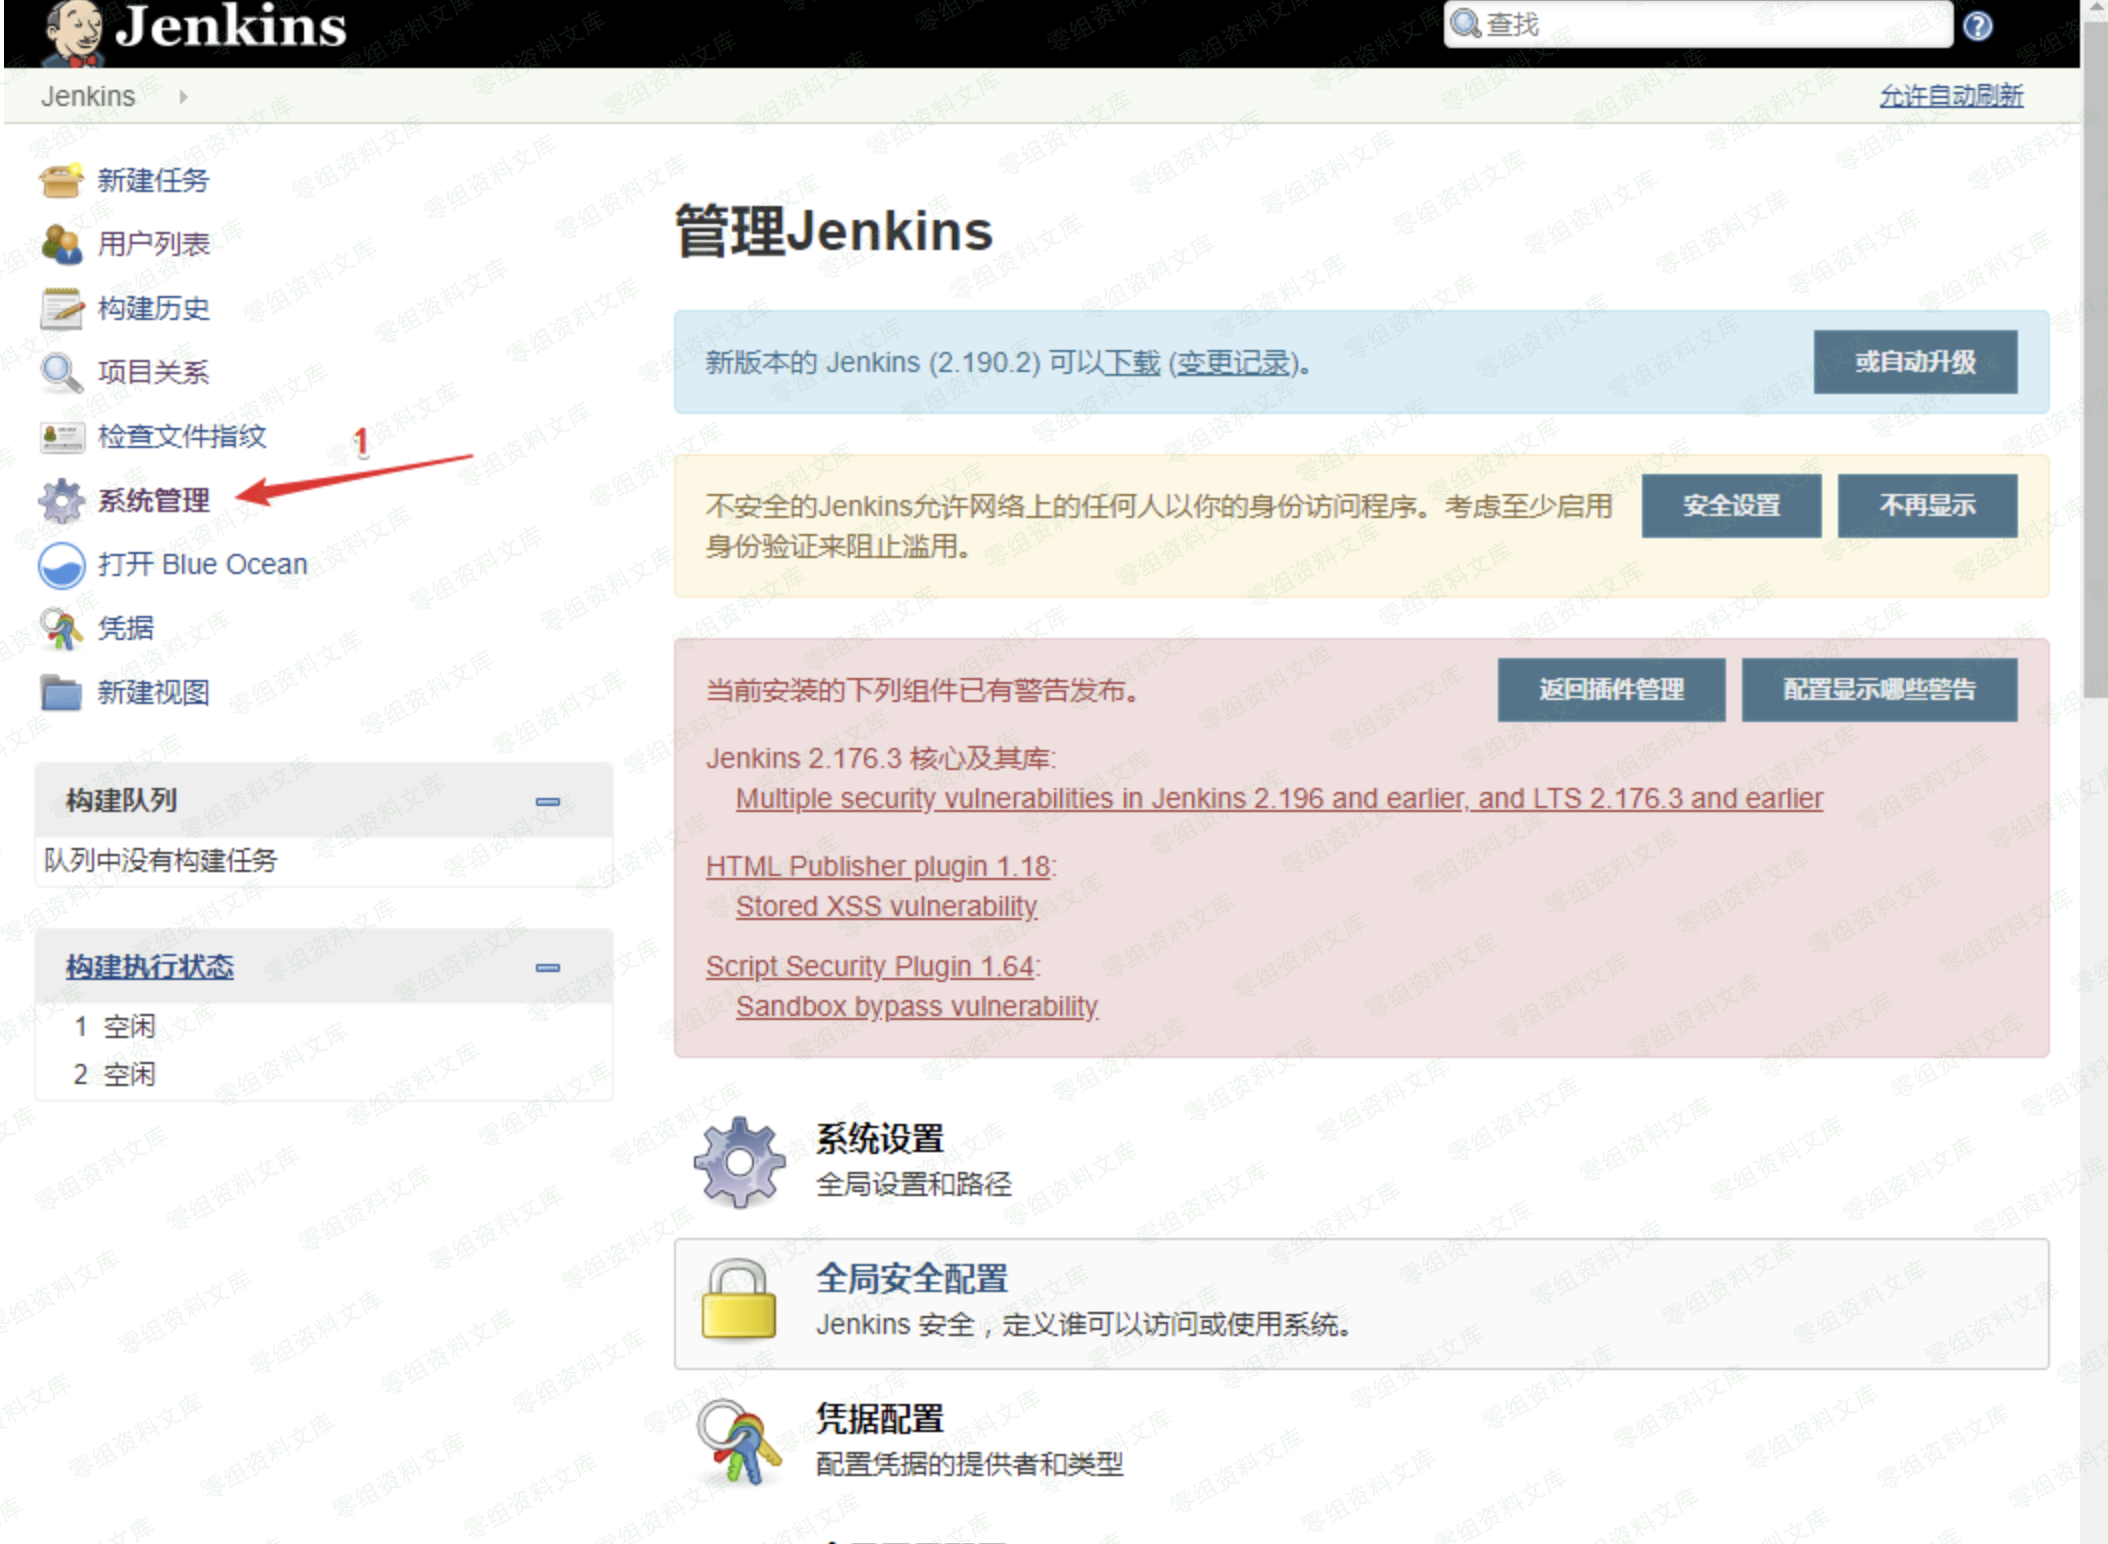 Jenkins
查找
Jenkins
允许自动刷新
新建任务
用户列表
构建历史
项目关系
检查文件指纹
1
系统管理
打开 Blue Ocean
凭据
新建视图
构建队列
队列中没有构建任务
构建执行状态
1 空闲
2 空闲
管理Jenkins
新版本的 Jenkins (2.190.2) 可以下载 (变更记录)。
或自动升级
不安全的Jenkins允许网络上的任何人以你的身份访问程序。考虑至少启用
身份验证来阻止滥用。
安全设置
不再显示
当前安装的下列组件已有警告发布。
返回插件管理
配置显示哪些警告
Jenkins 2.176.3 核心及其库:
Multiple security vulnerabilities in Jenkins 2.196 and earlier, and LTS 2.176.3 and earlier
HTML Publisher plugin 1.18:
Stored XSS vulnerability
Script Security Plugin 1.64:
Sandbox bypass vulnerability
系统设置
全局设置和路径
全局安全配置
Jenkins 安全，定义谁可以访问或使用系统。
凭据配置
配置凭据的提供者和类型
零组资料文库